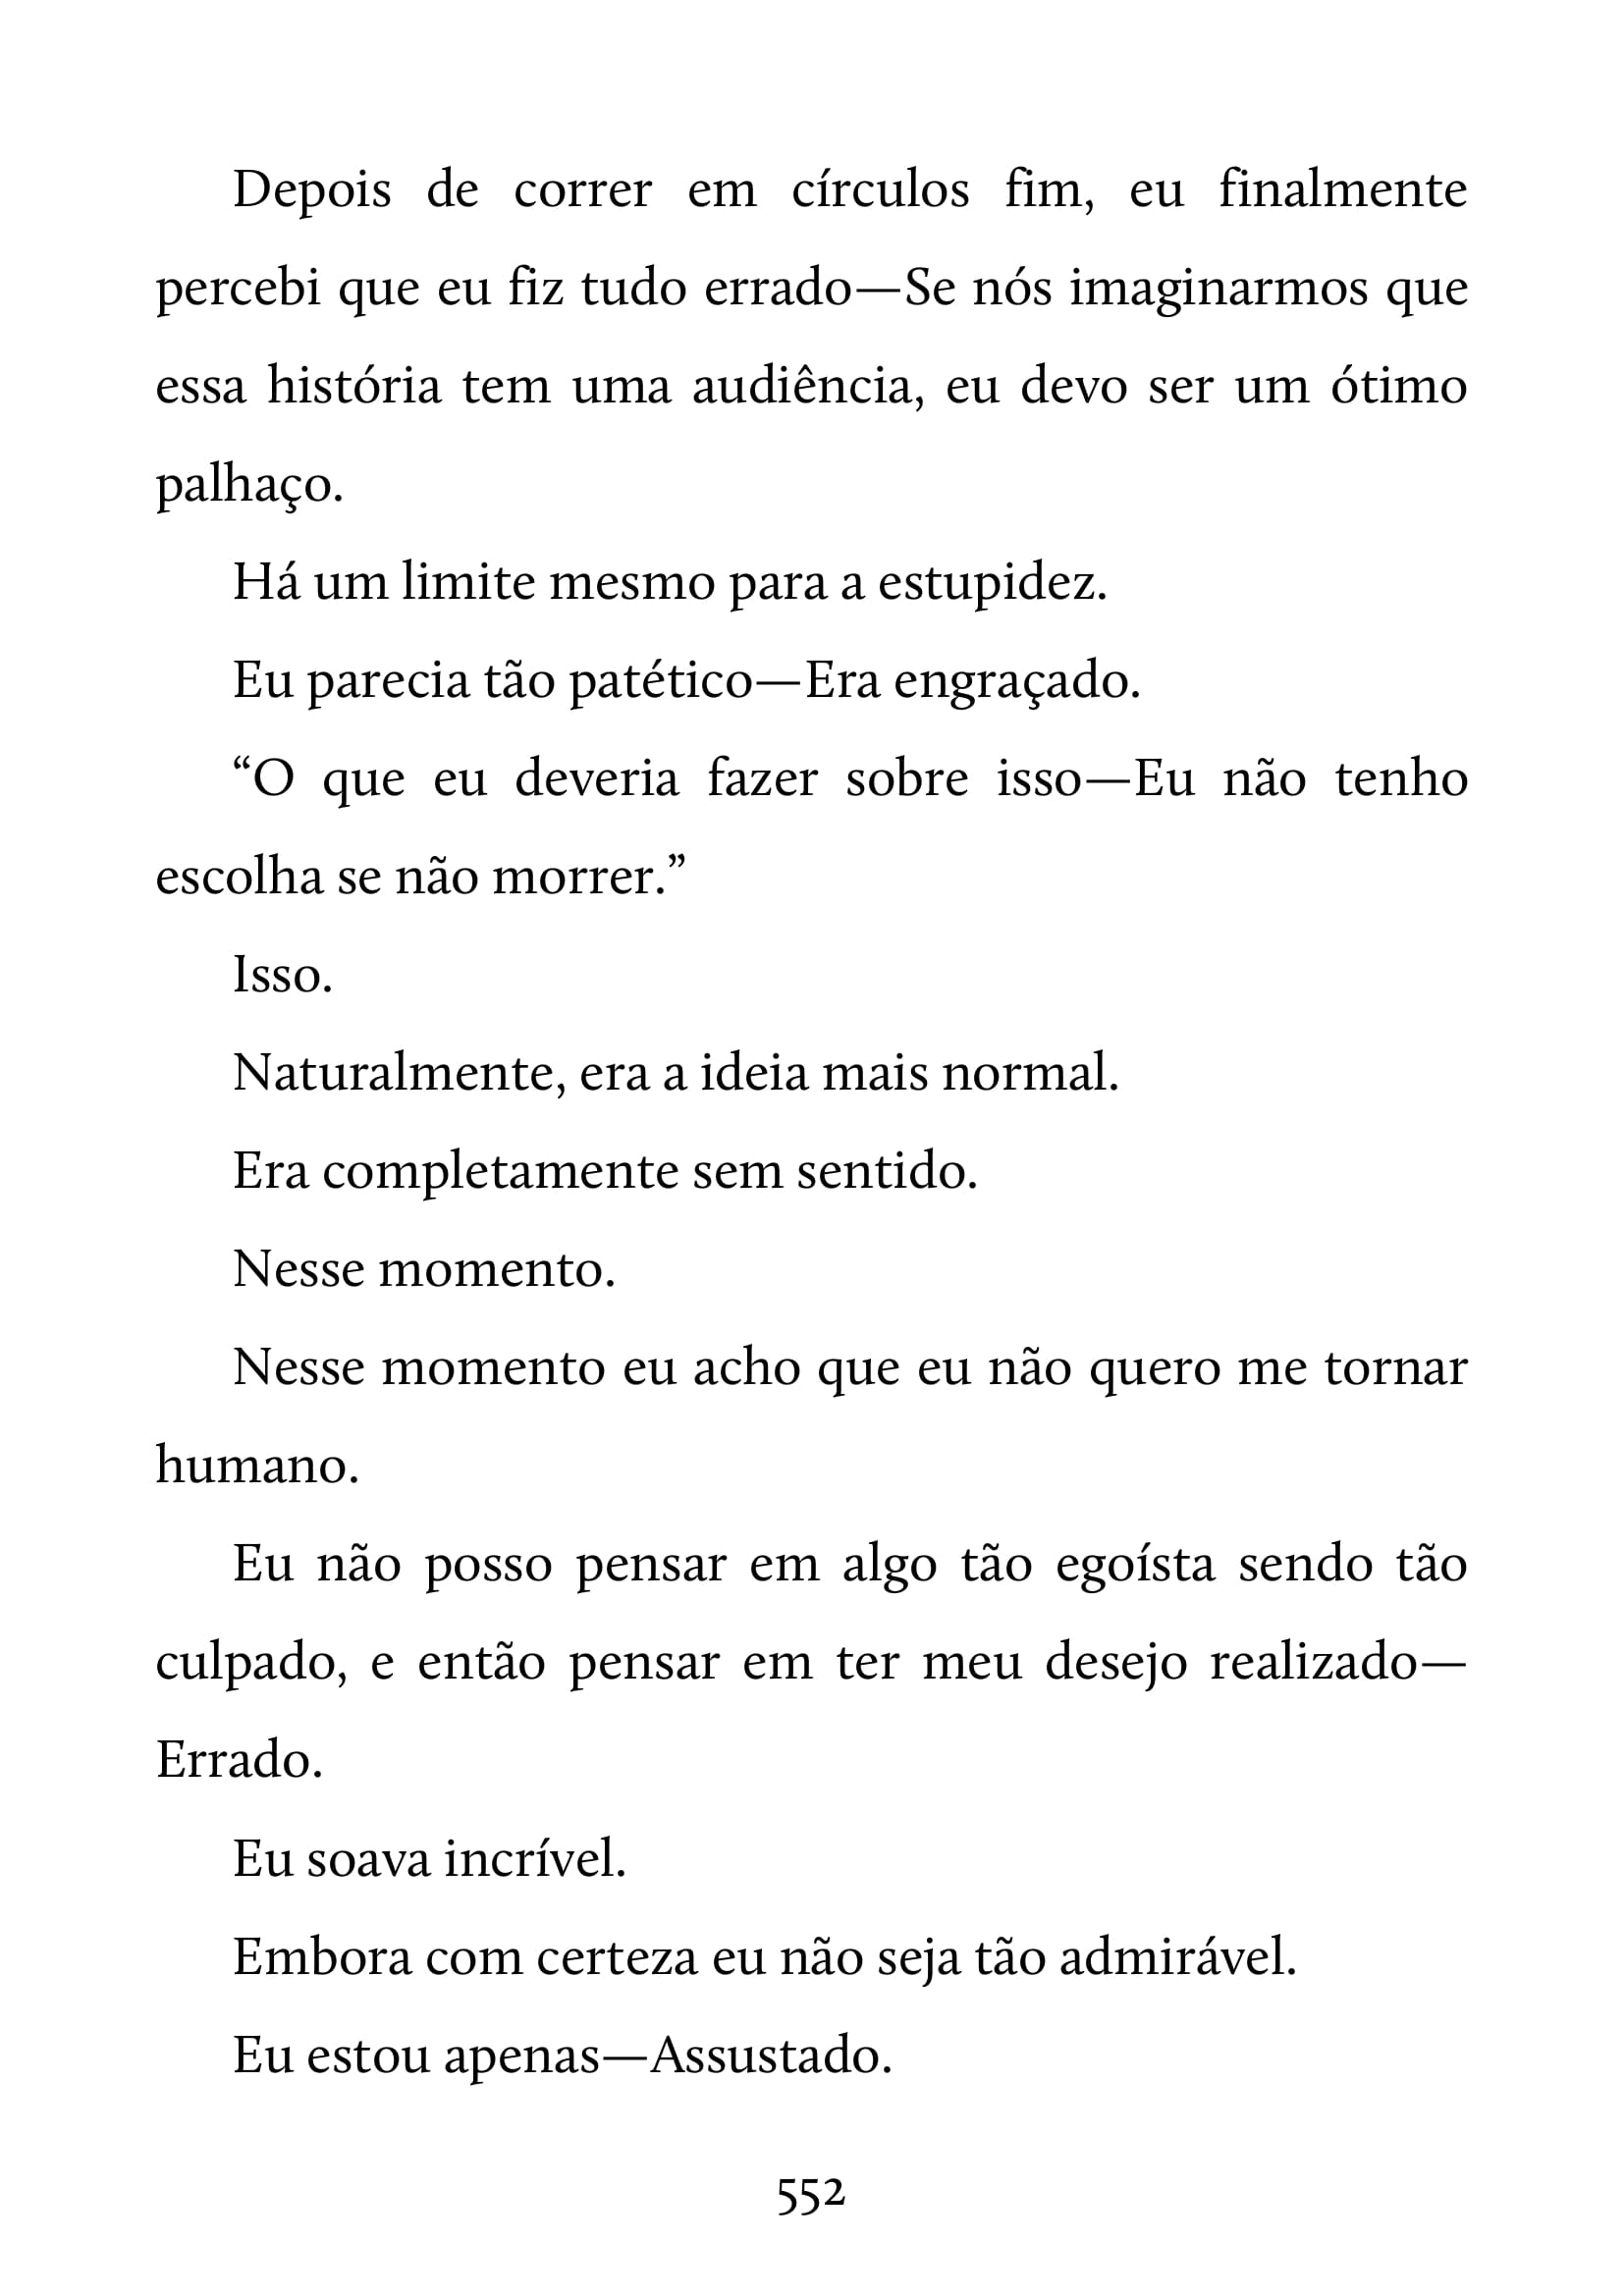 Depois de correr em círculos fim, eu finalmente
percebi que eu fiz tudo errado—Se nós imaginarmos que
essa história tem uma audiência, eu devo ser um ótimo
palhaço.
Há um limite mesmo para a estupidez.
Eu parecia tão patético—Era engraçado.
“O que eu deveria fazer sobre isso—Eu não tenho
escolha se não morrer.”
Isso.
Naturalmente, era a ideia mais normal.
Era completamente sem sentido.
Nesse momento.
Nesse momento eu acho que eu não quero me tornar
humano.
Eu não posso pensar em algo tão egoísta sendo tão
culpado, e então pensar em ter meu desejo realizado—
Errado.
Eu soava incrível.
Embora com certeza eu não seja tão admirável.
Eu estou apenas—Assustado.
552